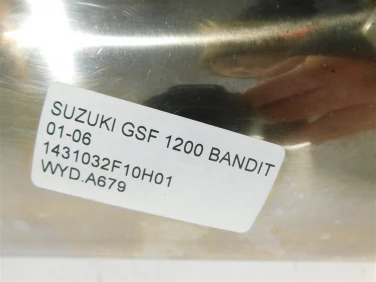 SUZUKI GSF 1200 BANDIT
01-06
1431032F10H01
WYD.A679